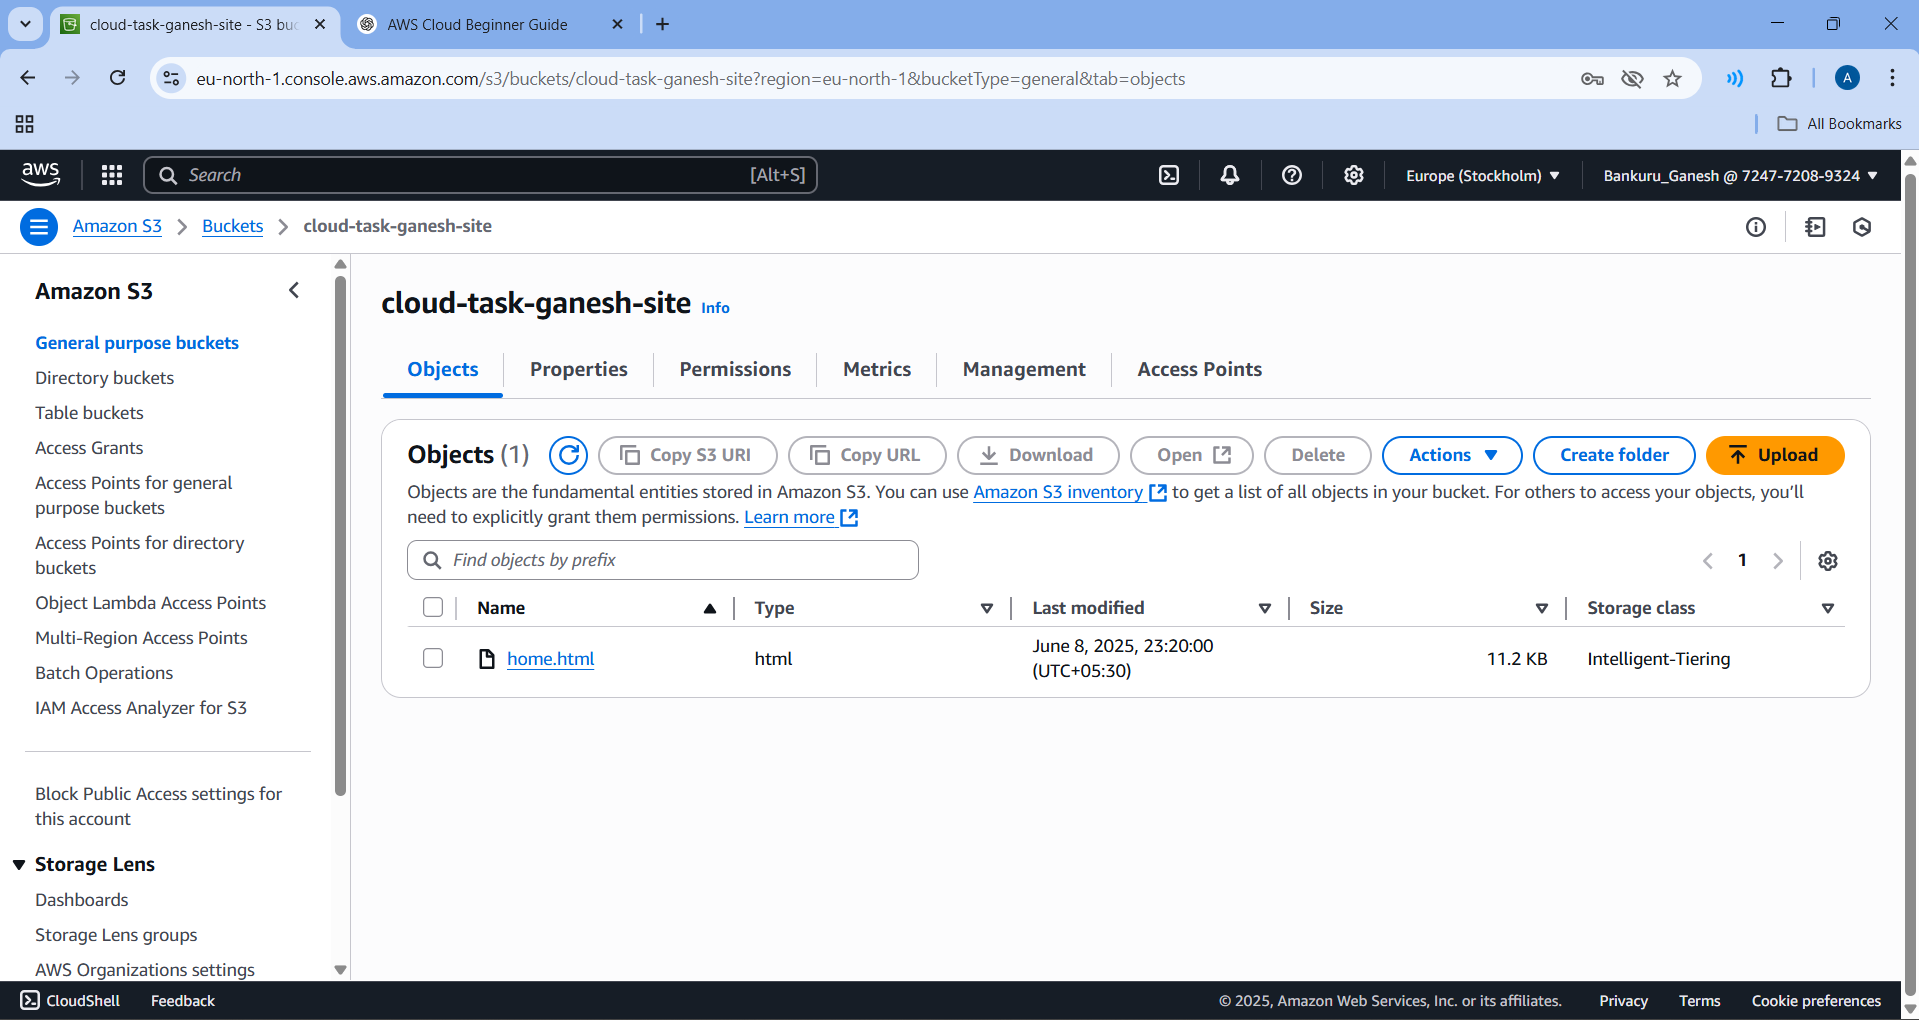 cloud-task-ganesh-site - S3 buc
AWS Cloud Beginner Guide
eu-north-1.console.aws.amazon.com/s3/buckets/cloud-task-ganesh-site?region=eu-north-1&bucketType=general&tab=objects
A
All Bookmarks
aws
Search
[Alt+S]
Europe (Stockholm)
Bankuru_Ganesh @ 7247-7208-9324
Amazon S3
Buckets
cloud-task-ganesh-site
Amazon S3
General purpose buckets
Directory buckets
Table buckets
Access Grants
Access Points for general
purpose buckets
Access Points for directory
buckets
Object Lambda Access Points
Multi-Region Access Points
Batch Operations
IAM Access Analyzer for S3
Block Public Access settings for
this account
Storage Lens
Dashboards
Storage Lens groups
AWS Organizations settings
cloud-task-ganesh-site Info
Objects
Properties
Permissions
Metrics
Management
Access Points
Objects (1)
Copy S3 URI
Copy URL
Download
Open
Delete
Actions
Create folder
Upload
Objects are the fundamental entities stored in Amazon S3. You can use Amazon S3 inventory to get a list of all objects in your bucket. For others to access your objects, you'll
need to explicitly grant them permissions. Learn more
Find objects by prefix
1
Name
Type
Last modified
Size
Storage class
home.html
html
June 8, 2025, 23:20:00
(UTC+05:30)
11.2 KB
Intelligent-Tiering
CloudShell
Feedback
© 2025, Amazon Web Services, Inc. or its affiliates.
Privacy
Terms
Cookie preferences